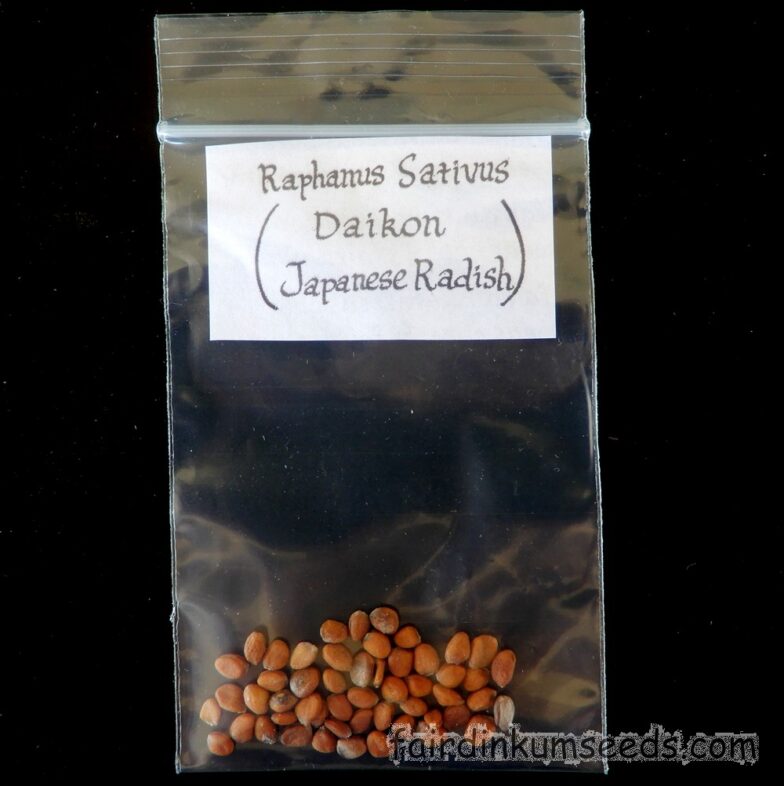 Raphanus Sativus
(Daikon
Japanese Radish)
fairdinkumseeds.com